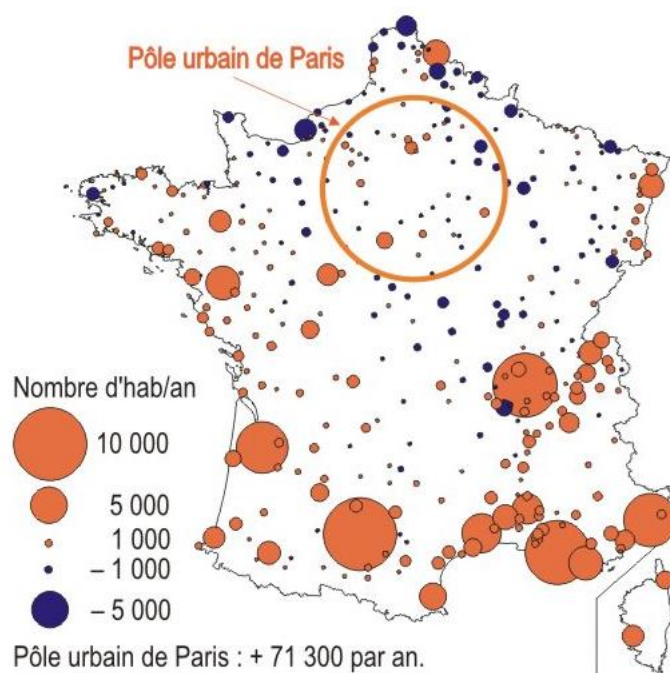 Pôle urbain de Paris
Nombre d'hab/an
10 000
5 000
1 000
– 1 000
– 5 000
Pôle urbain de Paris : + 71 300 par an.